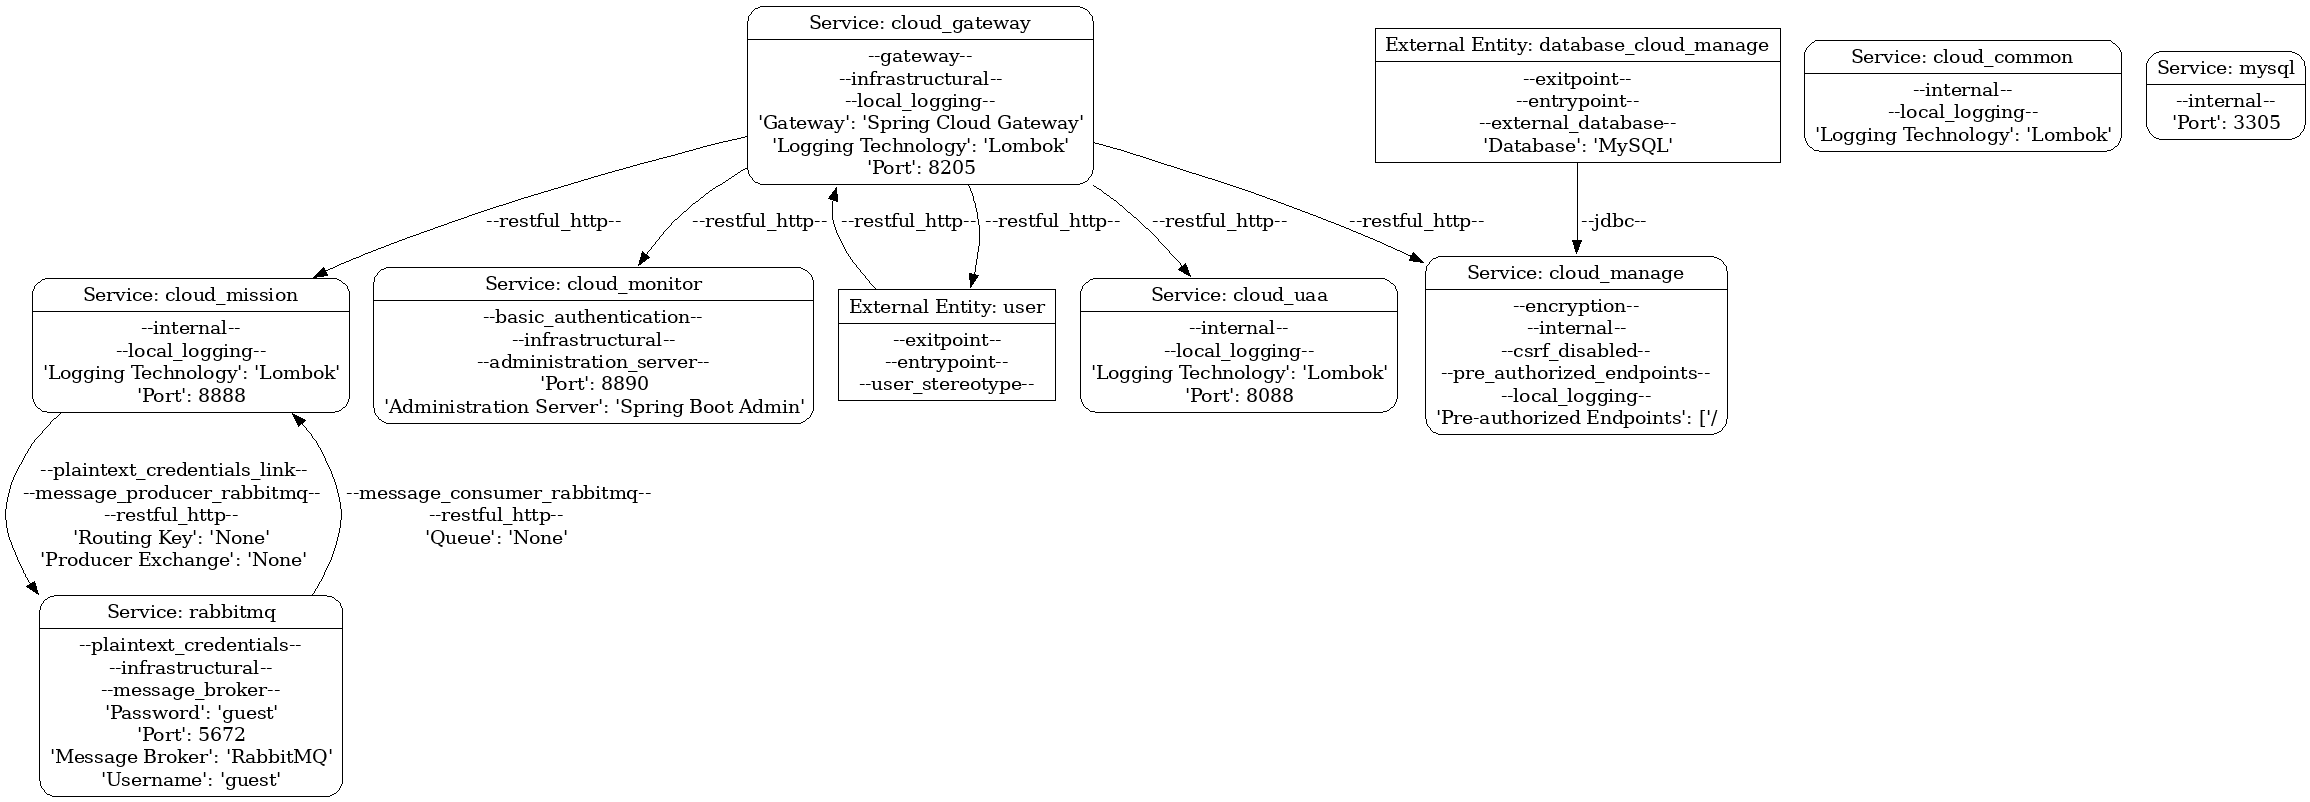 Service: cloud_gateway
--gateway--
--infrastructural--
--local_logging--
'Gateway': 'Spring Cloud Gateway'
'Logging Technology': 'Lombok'
'Port': 8205
External Entity: database_cloud_manage
--exitpoint--
--entrypoint--
--external_database--
'Database': 'MySQL'
Service: cloud_common
--internal--
--local_logging--
'Logging Technology': 'Lombok'
Service: mysql
--internal--
'Port': 3305
--restful_http--
--restful_http--
--restful_http--
--restful_http--
--restful_http--
--restful_http--
--jdbc--
Service: cloud_mission
--internal--
--local_logging--
'Logging Technology': 'Lombok'
'Port': 8888
Service: cloud_monitor
--basic_authentication--
--infrastructural--
--administration_server--
'Port': 8890
'Administration Server': 'Spring Boot Admin'
External Entity: user
--exitpoint--
--entrypoint--
--user_stereotype--
Service: cloud_uaa
--internal--
--local_logging--
'Logging Technology': 'Lombok'
'Port': 8088
Service: cloud_manage
--encryption--
--internal--
--csrf_disabled--
--pre_authorized_endpoints--
--local_logging--
'Pre-authorized Endpoints': ['/
--plaintext_credentials_link--
--message_producer_rabbitmq--
--restful_http--
'Routing Key': 'None'
'Producer Exchange': 'None'
--message_consumer_rabbitmq--
--restful_http--
'Queue': 'None'
Service: rabbitmq
--plaintext_credentials--
--infrastructural--
--message_broker--
'Password': 'guest'
'Port': 5672
'Message Broker': 'RabbitMQ'
'Username': 'guest'